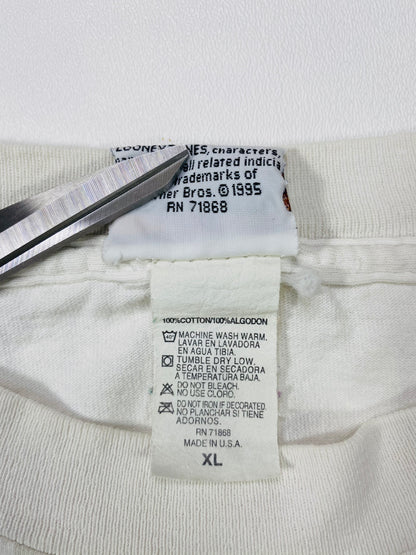 LOONEY TUNES, characters,
all related indicia
trademarks of
Bros. © 1995
RN 71868
100%COTTON/100%ALGODON
MACHINE WASH WARM.
LAVAR EN LAVADORA
EN AGUA TIBIA.
TUMBLE DRY LOW.
SECAR EN SECADORA
A TEMPERATURA BAJA.
DO NOT BLEACH.
NO USE CLORO.
DO NOT IRON IF DECORATED.
NO PLANCHAR SI TIENE
ADORNOS.
RN 71868
MADE IN U.S.A.
XL